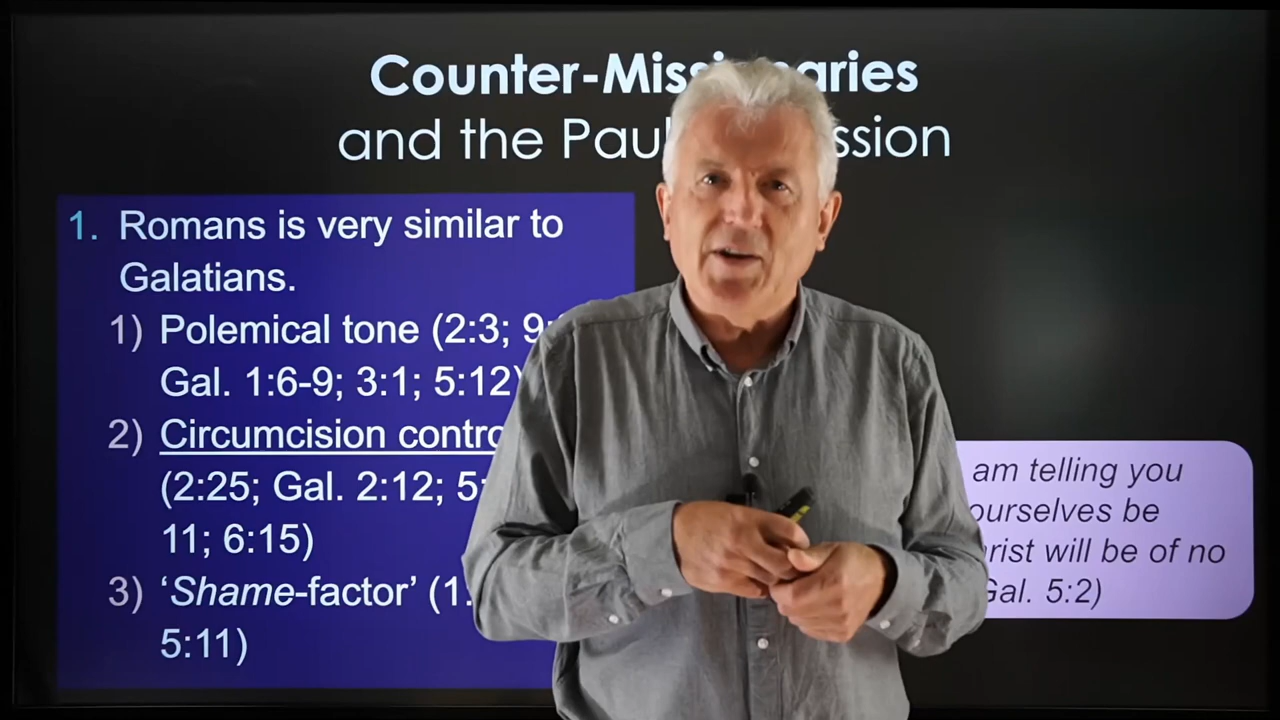 Counter-Missionaries
and the Paul ssion
1. Romans is very similar to
Galatians.
1) Polemical tone (2:3; 9:
Gal. 1:6-9; 3:1; 5:12)
2) Circumcision contro
(2:25; Gal. 2:12; 5:
11; 6:15)
3) ‘Shame-factor’ (1.
5:11)
am telling you
ourselves be
rist will be of no
Gal. 5:2)